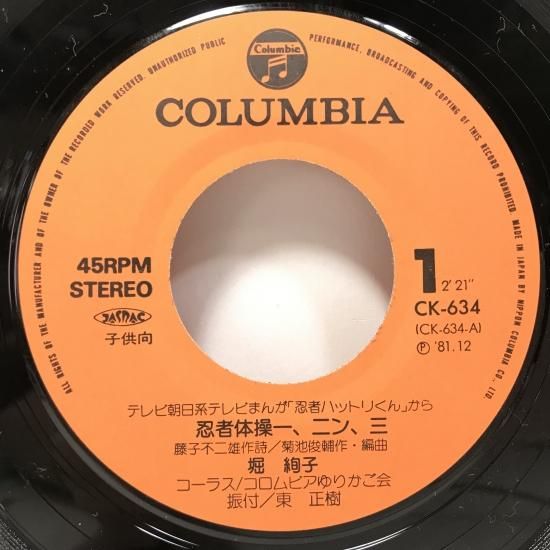 ALL RIGHTS OF THE MANUFACTURER AND OF THE OWNER OF THE RECORDED WORK RESERVED. UNAUTHORIZED PUBLIC PERFORMANCE, BROADCASTING AND COPYING OF THIS RECORD PROHIBITED. MADE IN JAPAN BY NIPPON COLUMBIA CO., LTD.
Columbia
COLUMBIA
45RPM
STEREO
JASRAC
子供向
1 2'21''
CK-634
(CK-634-A)
Ⓟ '81.12
テレビ朝日系テレビまんが「忍者ハットリくん」から
忍者体操一、二ン、三
藤子不二雄作詩/菊池俊輔作・編曲
堀 絢子
コーラス/コロムビアゆりかご会
振付/東 正樹